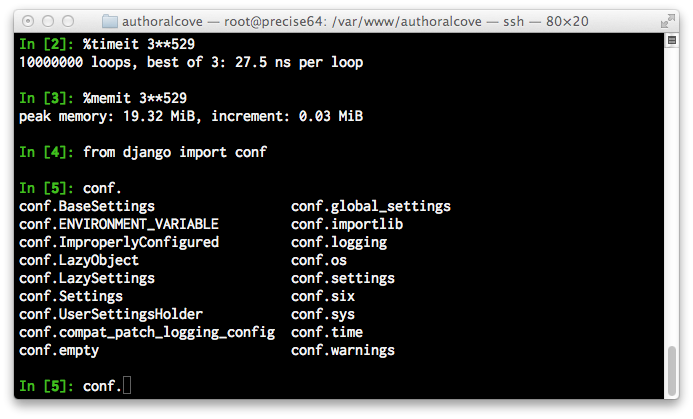 authoralcove — root@precise64: /var/www/authoralcove — ssh — 80×20
In [2]: %timeit 3**529
10000000 loops, best of 3: 27.5 ns per loop
In [3]: %memit 3**529
peak memory: 19.32 MiB, increment: 0.03 MiB
In [4]: from django import conf
In [5]: conf.
conf.BaseSettings conf.global_settings
conf.ENVIRONMENT_VARIABLE conf.importlib
conf.ImproperlyConfigured conf.logging
conf.LazyObject conf.os
conf.LazySettings conf.settings
conf.Settings conf.six
conf.UserSettingsHolder conf.sys
conf.compat_patch_logging_config conf.time
conf.empty conf.warnings
In [5]: conf.